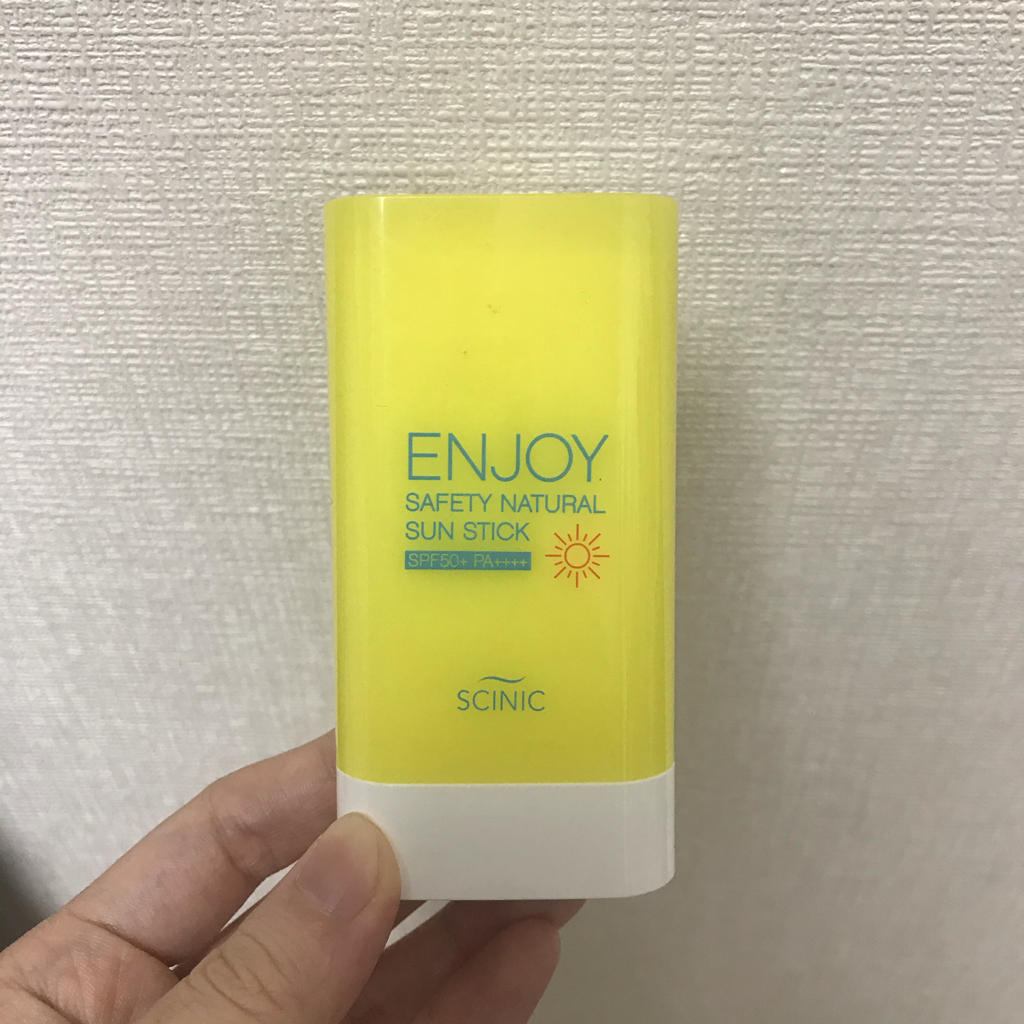 ENJOY
SAFETY NATURAL
SUN STICK
SPF50+ PA++++
SCINIC